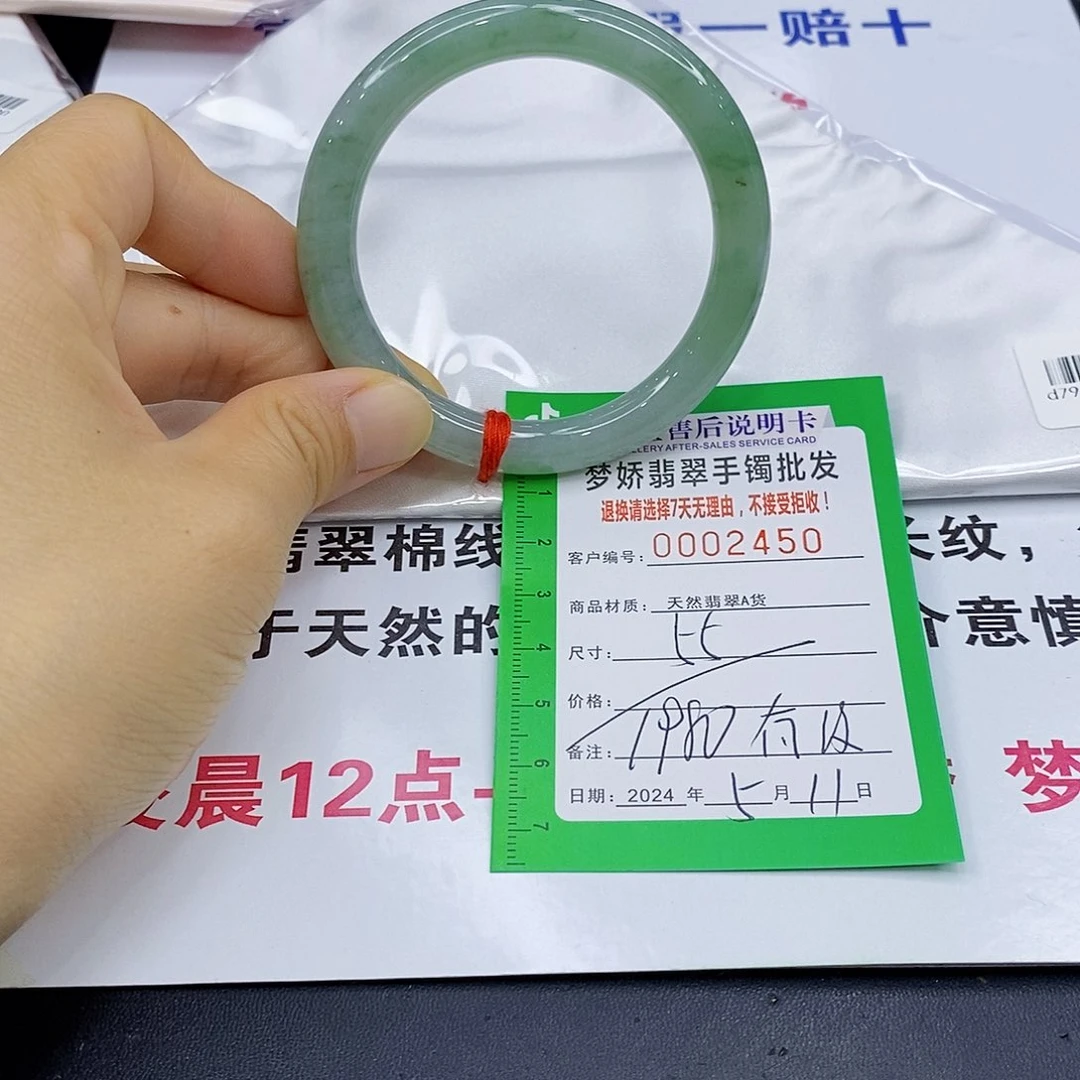 假一赔十
售后说明卡
LLERY AFTER-SALES SERVICE CARD
梦娇翡翠手镯批发
退换请选择7天无理由，不接受拒收！
客户编号：0002450
商品材质：天然翡翠A货
尺寸：55
价格：
备注：1980
日期：2024年5月11日
1
2
3
4
5
6
7
翡翠棉线
长纹，
于天然的
介意慎
晨12点
梦
d79